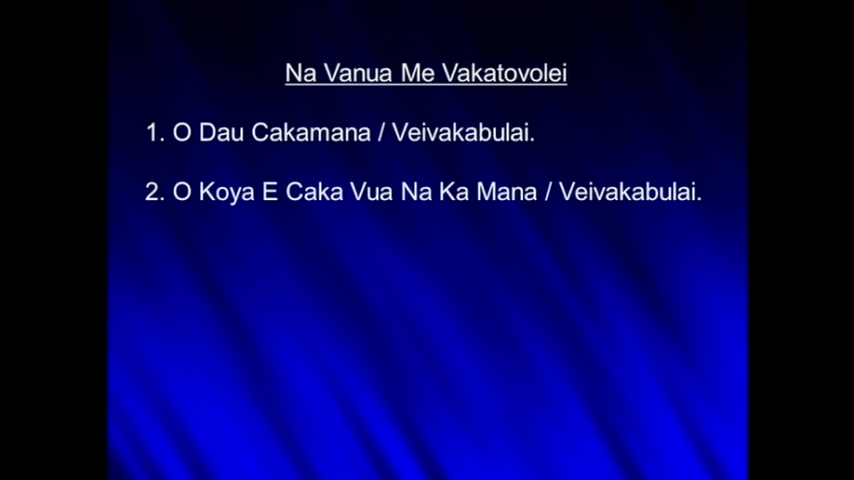 Na Vanua Me Vakatovolei
1. O Dau Cakamana / Veivakabulai.
2. O Koya E Caka Vua Na Ka Mana / Veivakabulai.